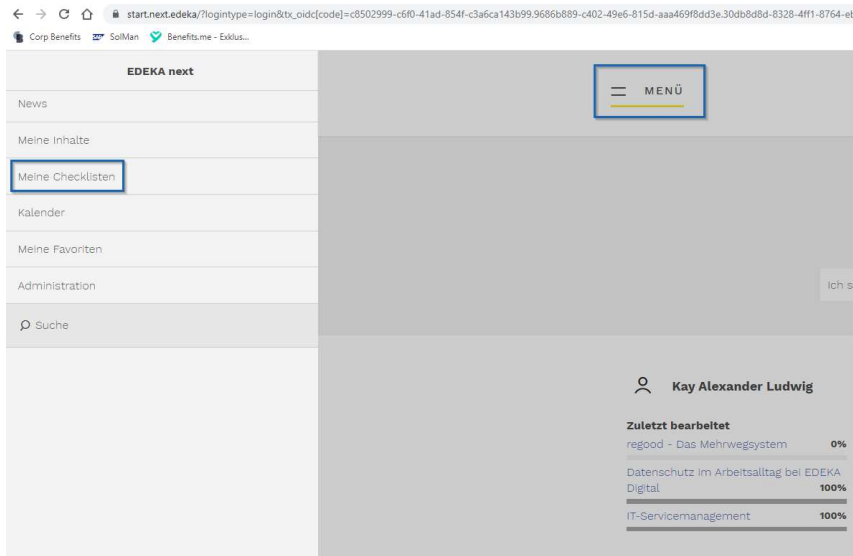 start.next.edeka/?logintype=login&tx_oidc[code]=c8502999-c6f0-41ad-854f-c3a6ca143b99.9686b889-c402-49e6-815d-aaa469f8dd3e.30db8d8d-8328-4ff1-8764-eb
Corp Benefits SolMan Benefits.me - Exklus...
EDEKA next
News
Meine Inhalte
Meine Checklisten
Kalender
Meine Favoriten
Administration
Suche
MENÜ
Ich s
Kay Alexander Ludwig
Zuletzt bearbeitet
regood - Das Mehrwegsystem 0%
Datenschutz im Arbeitsalltag bei EDEKA
Digital 100%
IT-Servicemanagement 100%